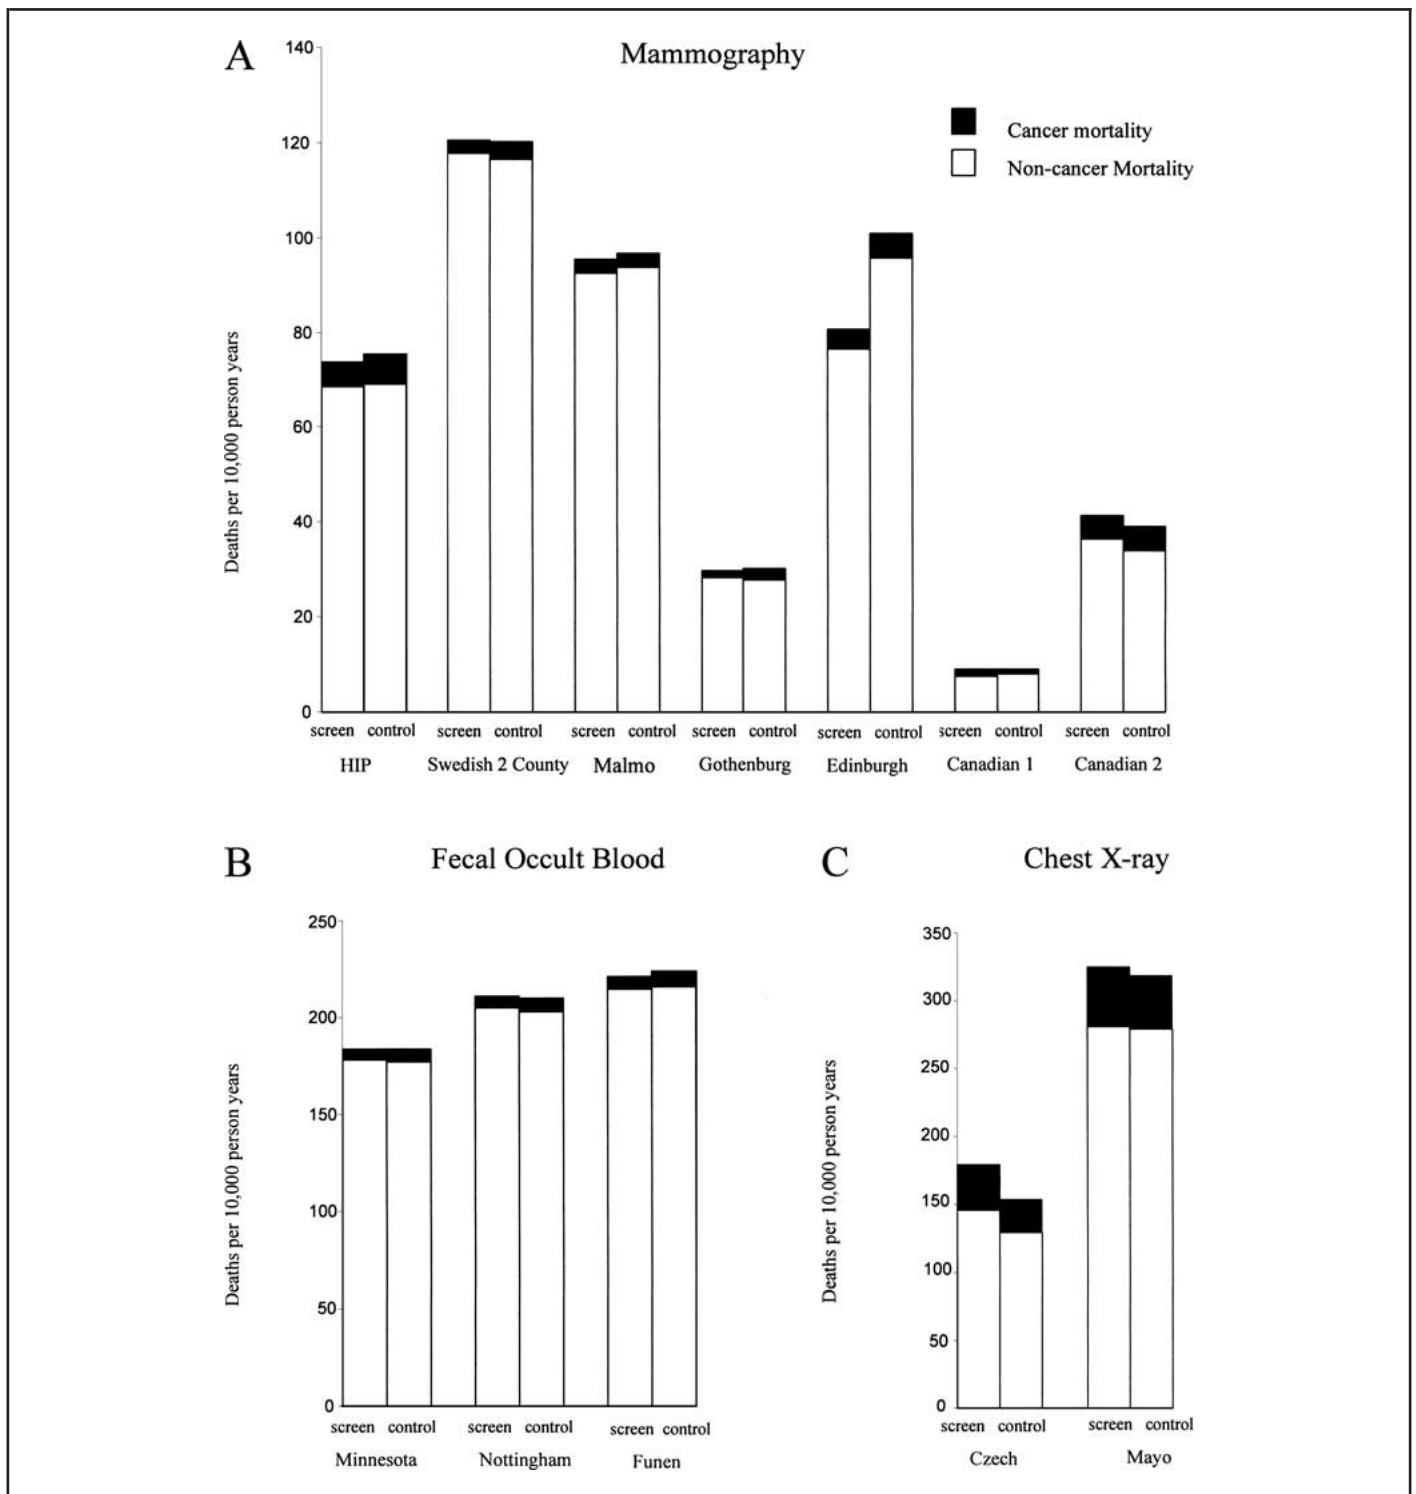 A
Mammography
140
120
100
80
60
40
20
0
Deaths per 10,000 person years
Cancer mortality
Non-cancer Mortality
screen control screen control screen control screen control screen control screen control screen control
HIP Swedish 2 County Malmo Gothenburg Edinburgh Canadian 1 Canadian 2
B
Fecal Occult Blood
250
200
150
100
50
0
Deaths per 10,000 person years
screen control screen control screen control
Minnesota Nottingham Funen
C
Chest X-ray
350
300
250
200
150
100
50
0
Deaths per 10,000 person years
screen control screen control
Czech Mayo